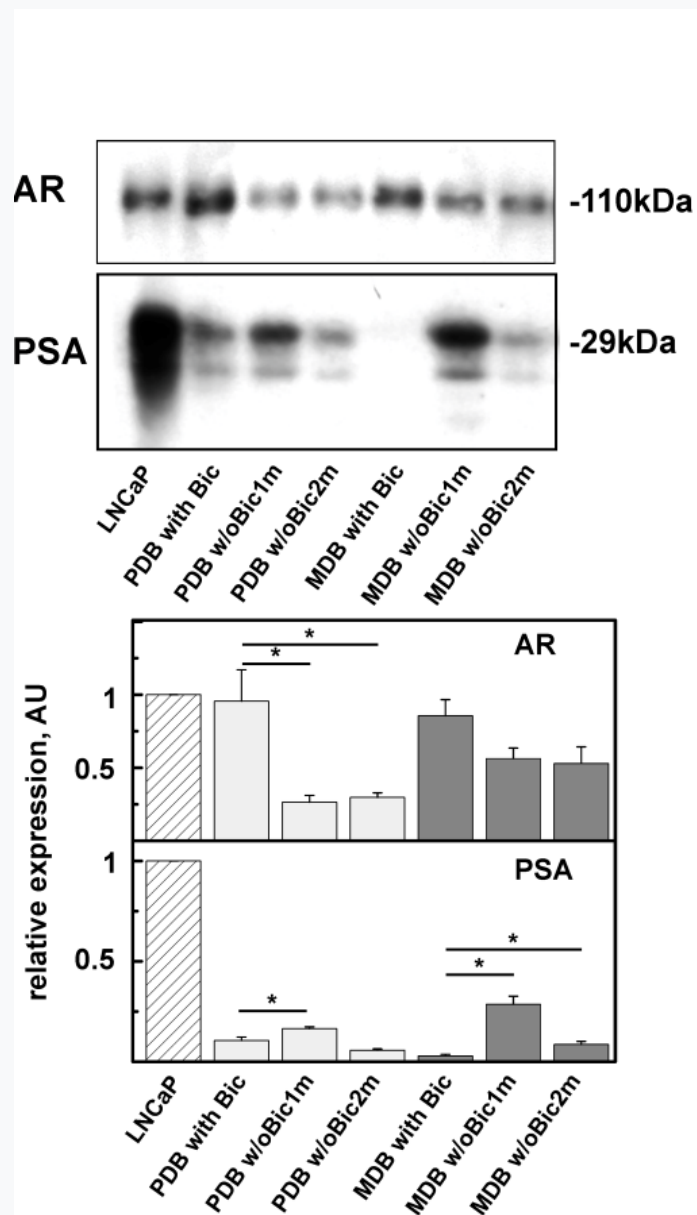 AR
-110kDa
PSA
-29kDa
LNCaP
PDB with Bic
PDB w/oBic1m
PDB w/oBic2m
MDB with Bic
MDB w/oBic1m
MDB w/oBic2m
relative expression, AU
AR
*
*
1
0.5
PSA
1
0.5
*
*
*
LNCaP
PDB with Bic
PDB w/oBic1m
PDB w/oBic2m
MDB with Bic
MDB w/oBic1m
MDB w/oBic2m